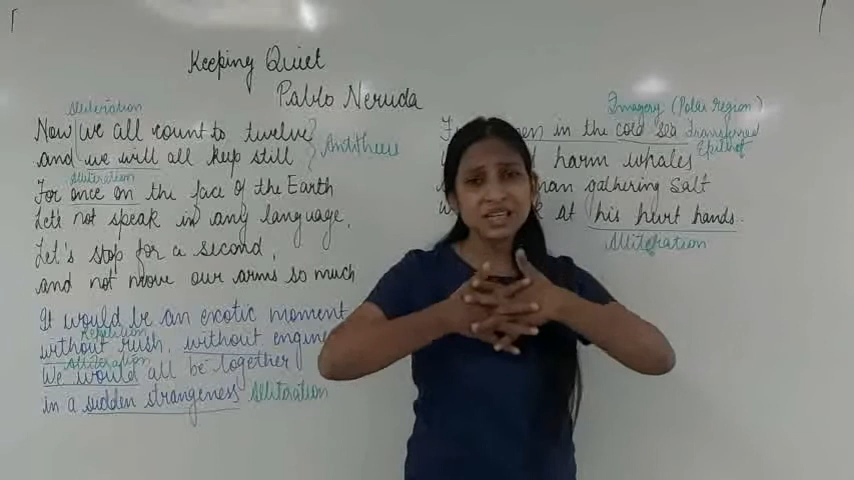 Keeping Quiet
Pablo Neruda
Alliteration
Now we all count to twelve
and we will all keep still
Antithesis
Alliteration
For once on the face of the Earth
Let's not speak in any language,
Let's stop for a second,
and not move our arms so much
It would be an exotic moment
Repetition
without rush, without engine
Alliteration
We would all be together
in a sudden strangeness
Alliteration
Imagery (Polar Region)
men in the cold sea
Transferred
Epithet
harm whales
man gathering salt
at his hurt hands.
Alliteration